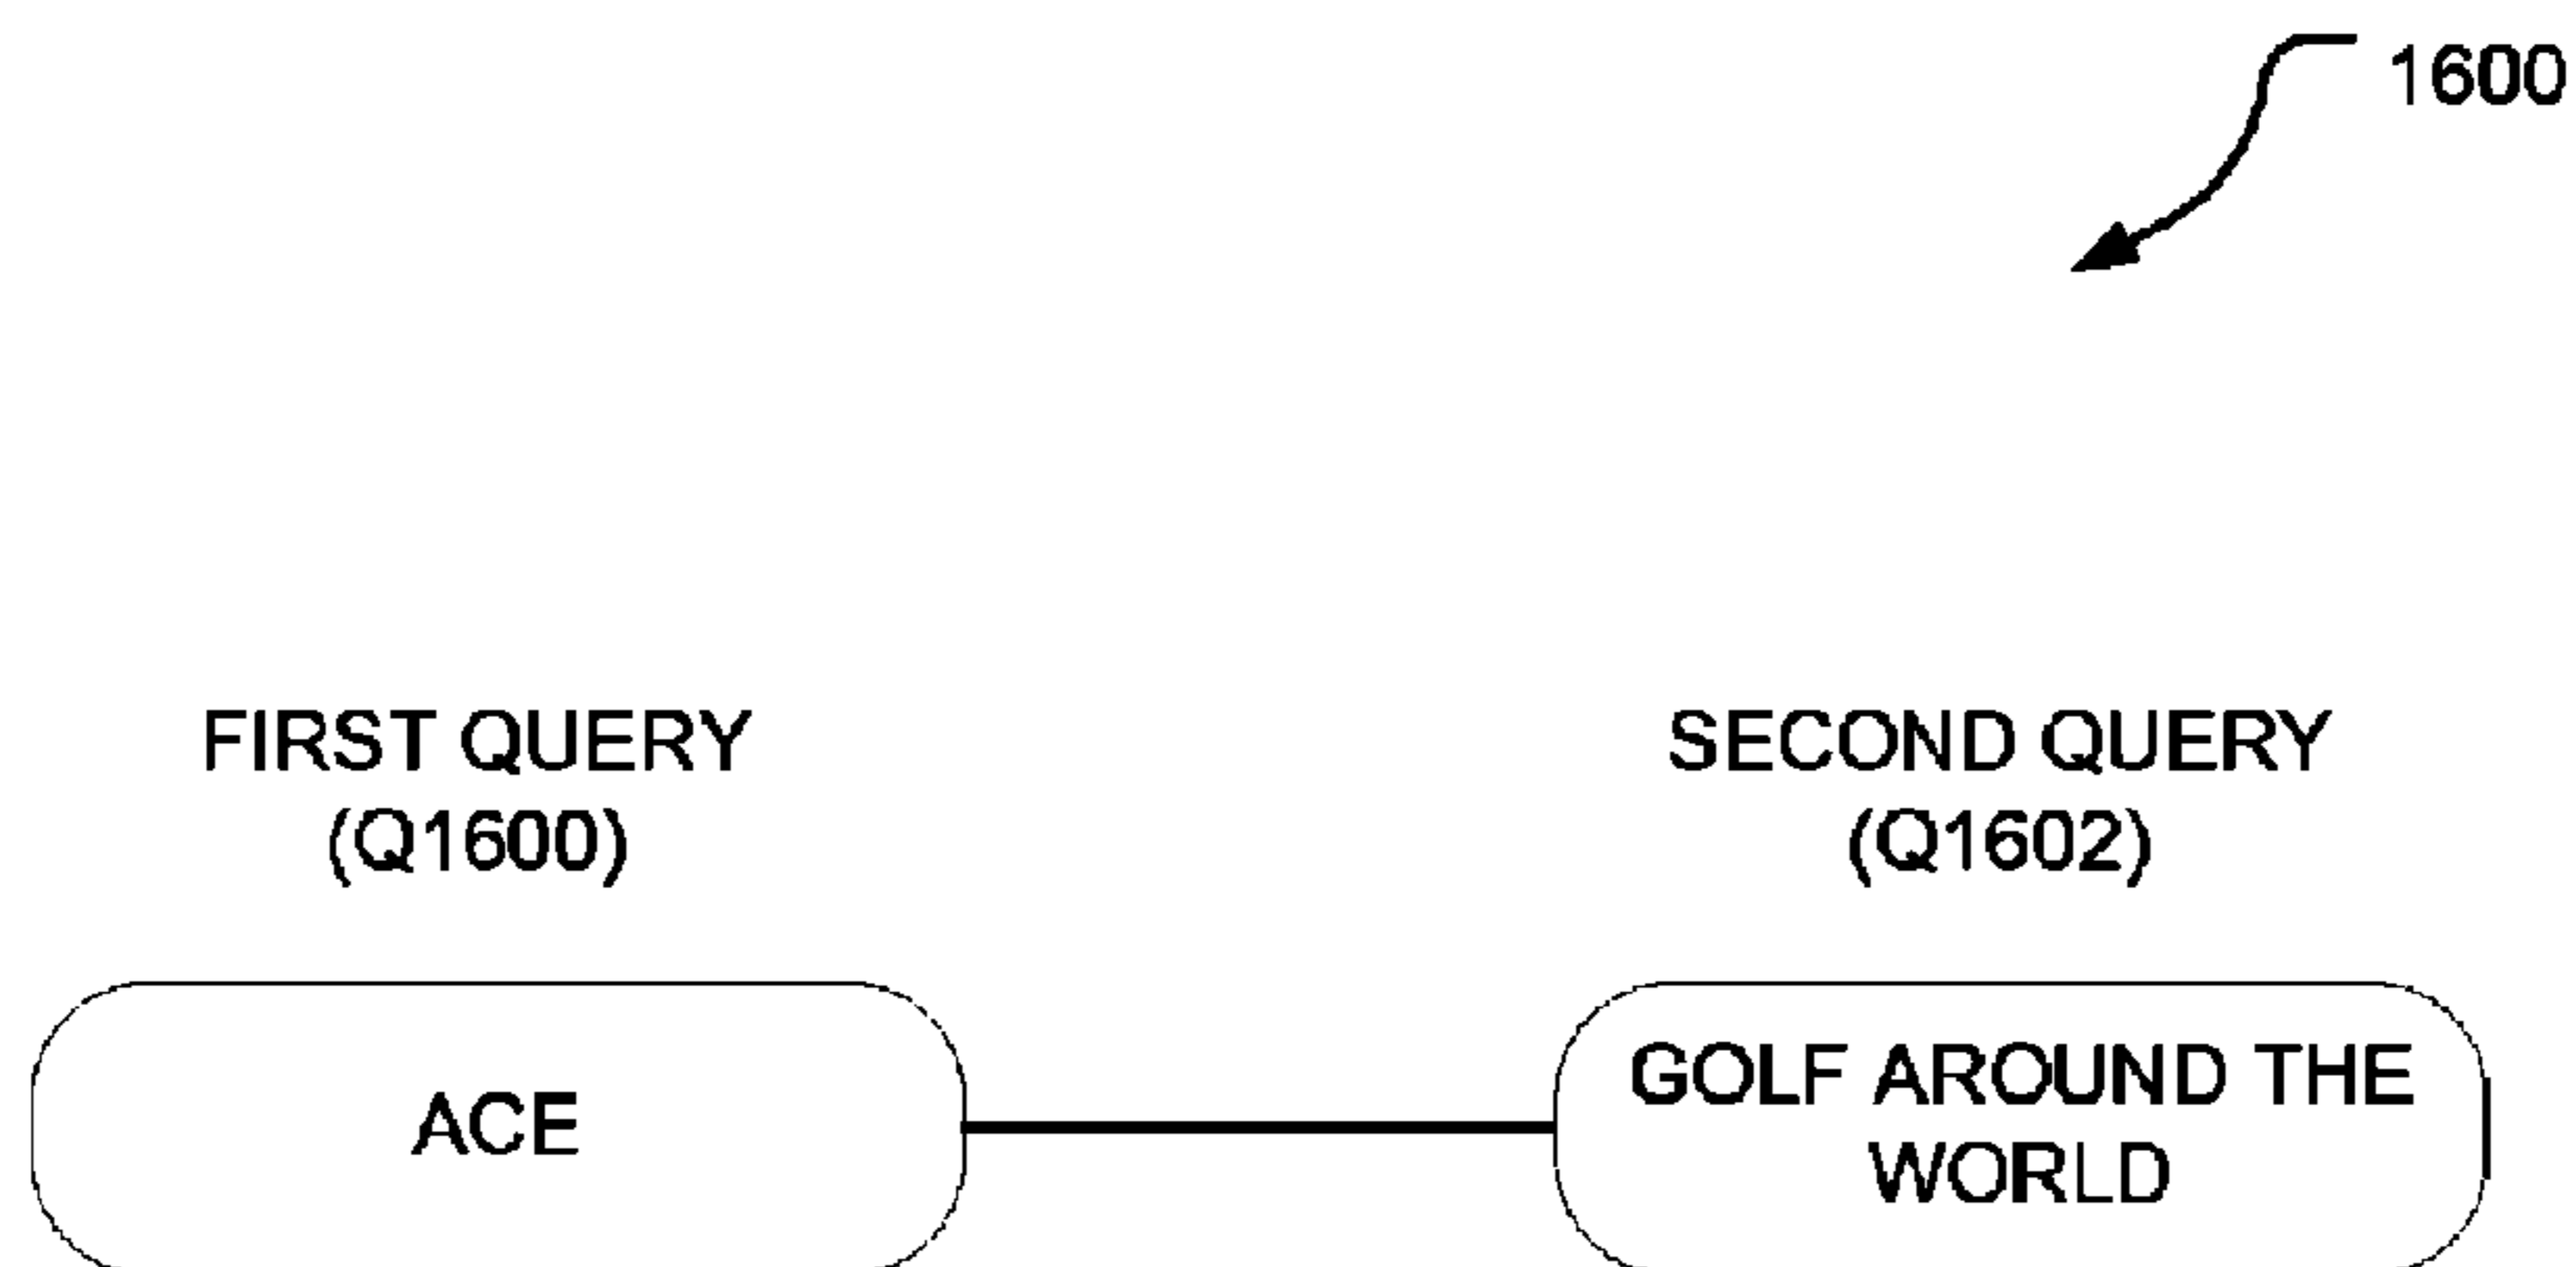 1600
FIRST QUERY
(Q1600)
SECOND QUERY
(Q1602)
ACE
GOLF AROUND THE
WORLD